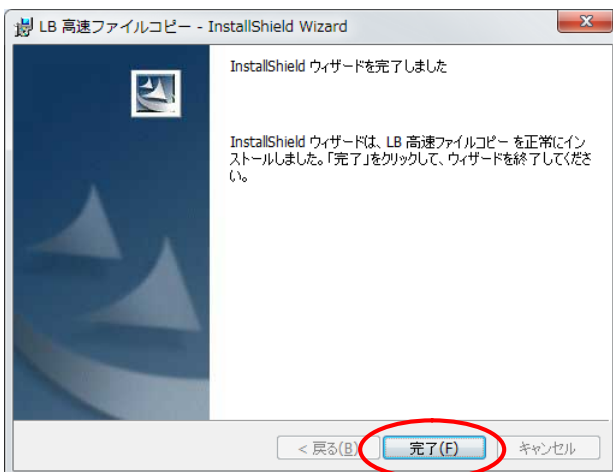 LB 高速ファイルコピー - InstallShield Wizard
InstallShield ウィザードを完了しました
InstallShield ウィザードは、LB 高速ファイルコピー を正常にイン
ストールしました。「完了」をクリックして、ウィザードを終了してくださ
い。
< 戻る(B) 完了(F) キャンセル